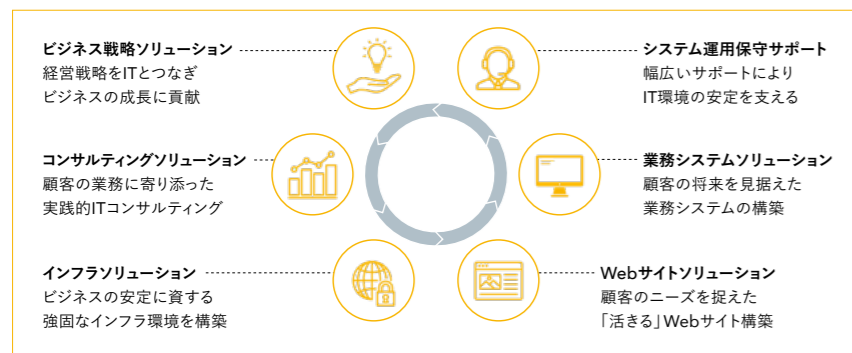 ビジネス戦略ソリューション
経営戦略をITとつなぎ
ビジネスの成長に貢献
システム運用保守サポート
幅広いサポートにより
IT環境の安定を支える
コンサルティングソリューション
顧客の業務に寄り添った
実践的ITコンサルティング
業務システムソリューション
顧客の将来を見据えた
業務システムの構築
インフラソリューション
ビジネスの安定に資する
強固なインフラ環境を構築
Webサイトソリューション
顧客のニーズを捉えた
「活きる」Webサイト構築